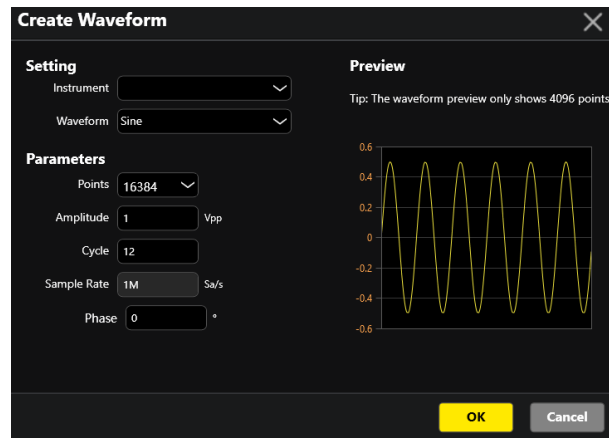 Create Waveform
Setting
Instrument
Waveform Sine
Parameters
Points 16384
Amplitude 1 Vpp
Cycle 12
Sample Rate 1M Sa/s
Phase 0 °
Preview
Tip: The waveform preview only shows 4096 points
0.6
0.4
0.2
0
-0.2
-0.4
-0.6
OK Cancel